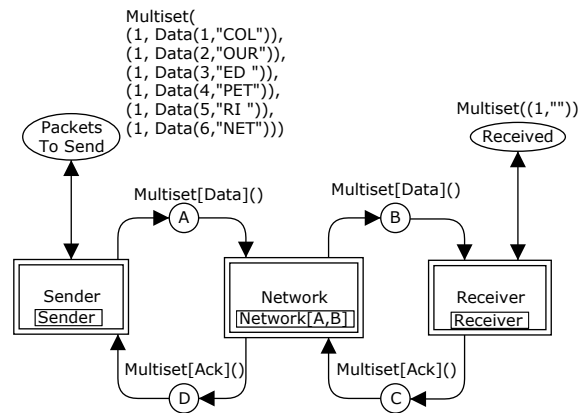 Multiset(
(1, Data(1,"COL")),
(1, Data(2,"OUR")),
(1, Data(3,"ED ")),
(1, Data(4,"PET")),
(1, Data(5,"RI ")),
(1, Data(6,"NET")))
Packets
To Send
Multiset((1,""))
Received
Multiset[Data]()
A
Multiset[Data]()
B
Sender
Sender
Network
Network[A,B]
Receiver
Receiver
Multiset[Ack]()
D
Multiset[Ack]()
C